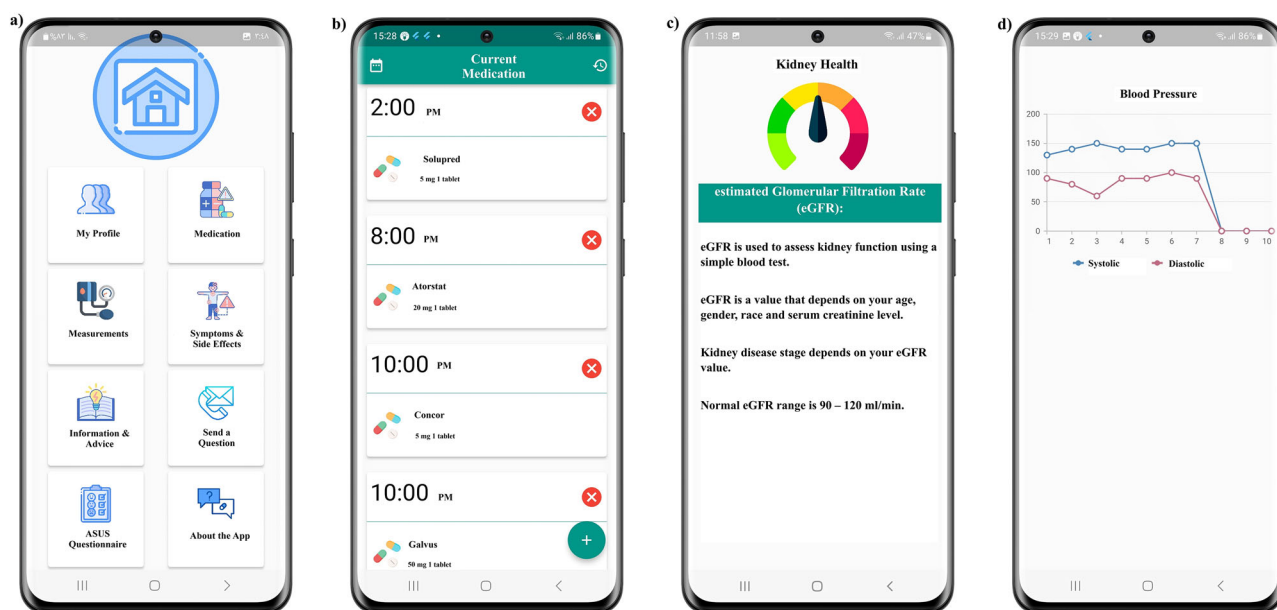 a)
%٨٢
٢:٤٨
My Profile
Medication
Measurements
Symptoms &
Side Effects
Information &
Advice
Send a
Question
ASUS
Questionnaire
About the App
b)
15:28
86%
Current
Medication
2:00 PM
Solupred
5 mg 1 tablet
8:00 PM
Atorstat
20 mg 1 tablet
10:00 PM
Concor
5 mg 1 tablet
10:00 PM
Galvus
50 mg 1 tablet
+
c)
11:58
47%
Kidney Health
estimated Glomerular Filtration Rate
(eGFR):
eGFR is used to assess kidney function using a
simple blood test.
eGFR is a value that depends on your age,
gender, race and serum creatinine level.
Kidney disease stage depends on your eGFR
value.
Normal eGFR range is 90 – 120 ml/min.
d)
15:29
86%
Blood Pressure
200
150
100
50
0
1 2 3 4 5 6 7 8 9 10
Systolic Diastolic